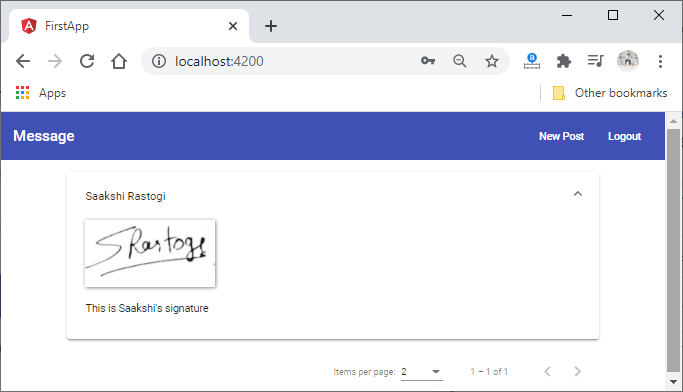 FirstApp
localhost:4200
Apps
Other bookmarks
Message
New Post
Logout
Saakshi Rastogi
SRastogi
This is Saakshi's signature
Items per page: 2
1 – 1 of 1